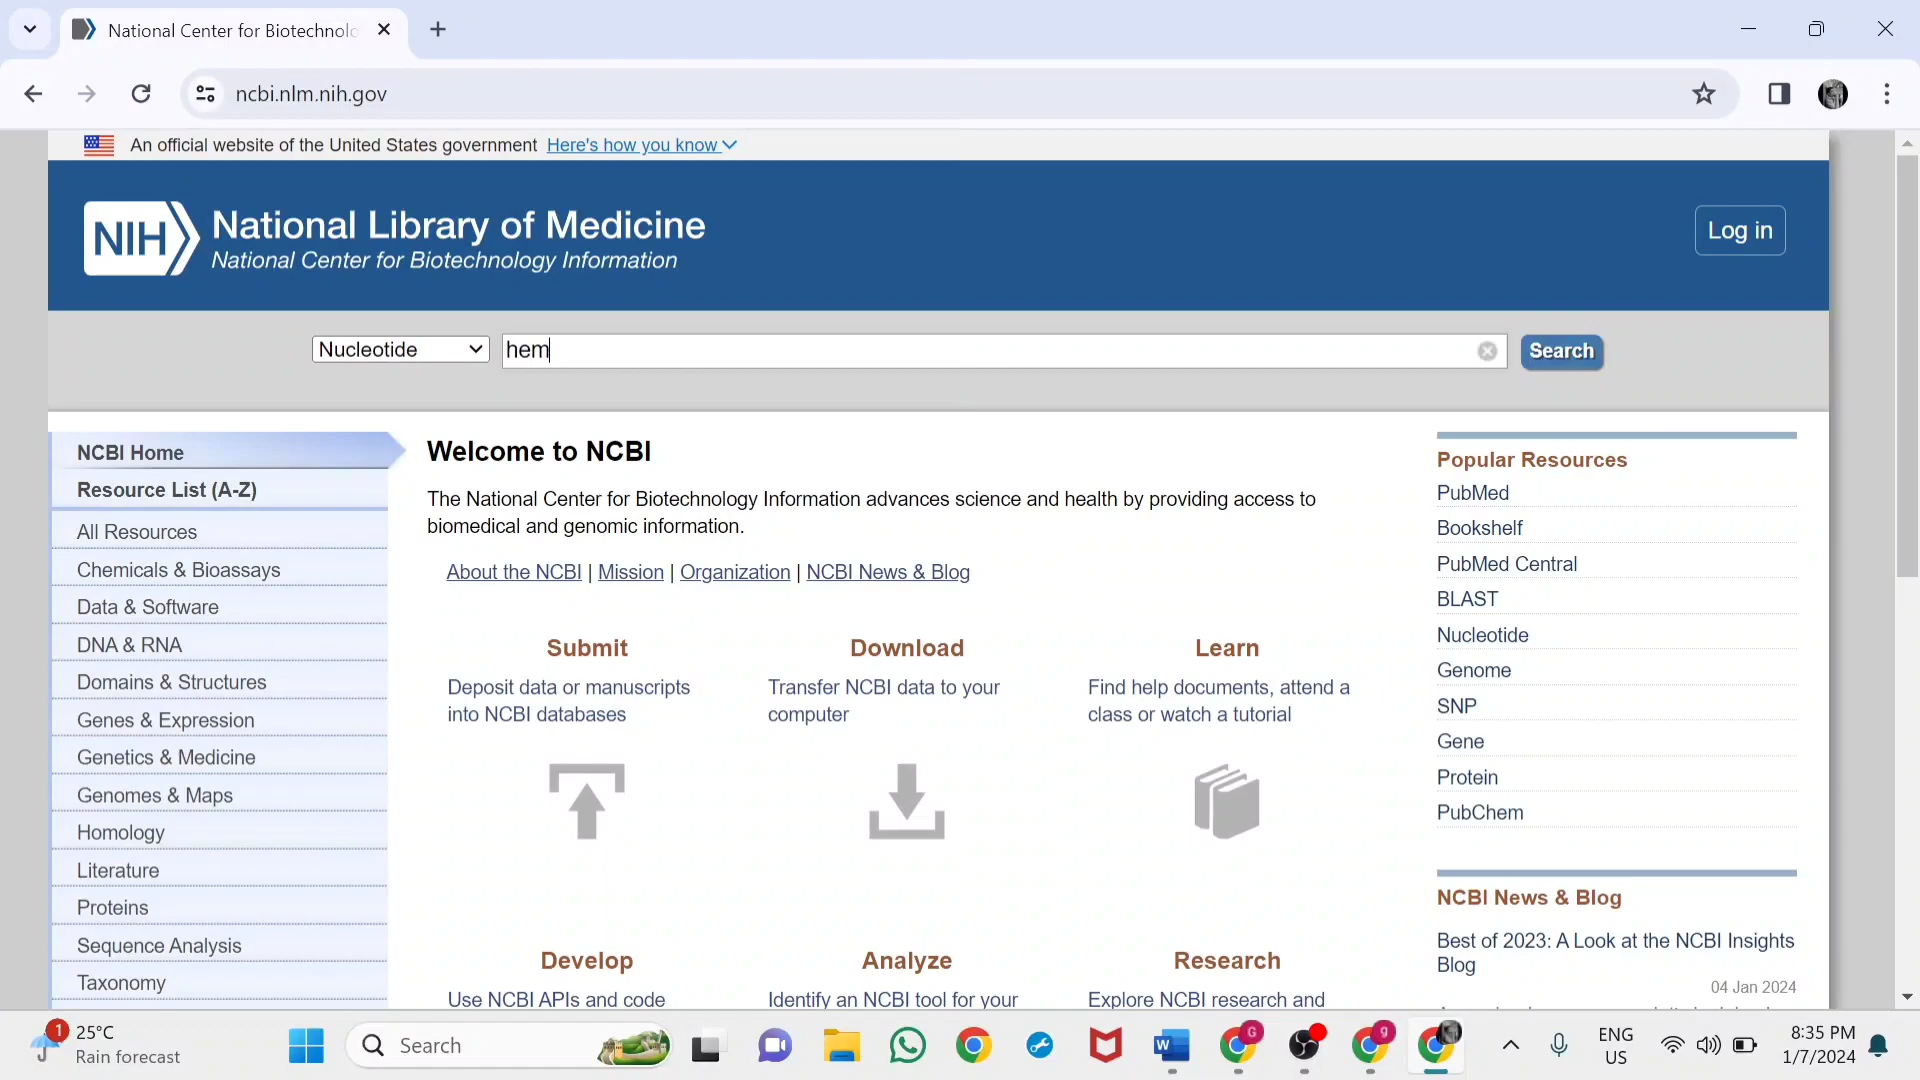 National Center for Biotechnolo
ncbi.nlm.nih.gov
An official website of the United States government Here's how you know
NIH National Library of Medicine
National Center for Biotechnology Information
Log in
Nucleotide hem Search
NCBI Home
Resource List (A-Z)
All Resources
Chemicals & Bioassays
Data & Software
DNA & RNA
Domains & Structures
Genes & Expression
Genetics & Medicine
Genomes & Maps
Homology
Literature
Proteins
Sequence Analysis
Taxonomy
Welcome to NCBI
The National Center for Biotechnology Information advances science and health by providing access to
biomedical and genomic information.
About the NCBI | Mission | Organization | NCBI News & Blog
Submit
Deposit data or manuscripts
into NCBI databases
Download
Transfer NCBI data to your
computer
Learn
Find help documents, attend a
class or watch a tutorial
Develop
Use NCBI APIs and code
Analyze
Identify an NCBI tool for your
Research
Explore NCBI research and
Popular Resources
PubMed
Bookshelf
PubMed Central
BLAST
Nucleotide
Genome
SNP
Gene
Protein
PubChem
NCBI News & Blog
Best of 2023: A Look at the NCBI Insights
Blog
04 Jan 2024
1
25°C
Rain forecast
Search
W
G
g
ENG
US
8:35 PM
1/7/2024